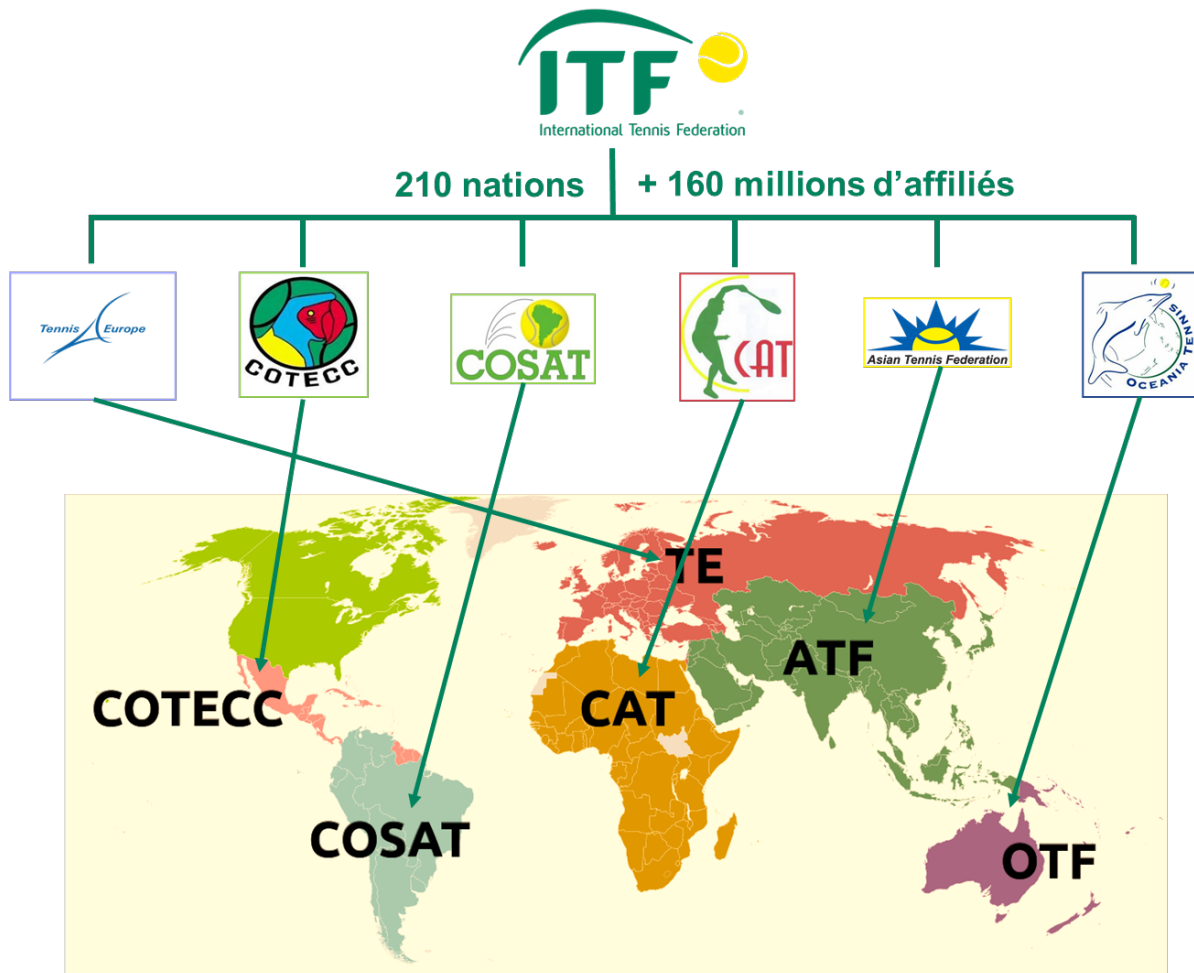 ITF
International Tennis Federation
210 nations + 160 millions d'affiliés
Tennis Europe
COTECC
COSAT
CAT
Asian Tennis Federation
OCEANIA TENNIS
TE
ATF
COTECC
CAT
COSAT
OTF